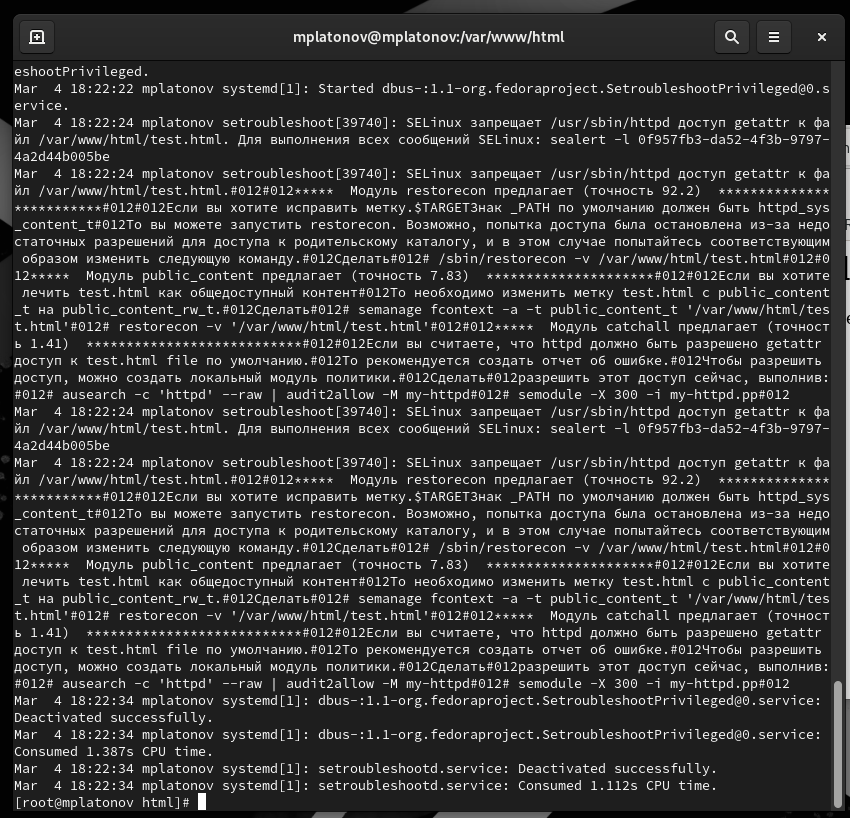 mplatonov@mplatonov:/var/www/html
eshootPrivileged.
Mar  4 18:22:22 mplatonov systemd[1]: Started dbus-:1.1-org.fedoraproject.SetroubleshootPrivileged@0.s
ervice.
Mar  4 18:22:24 mplatonov setroubleshoot[39740]: SELinux запрещает /usr/sbin/httpd доступ getattr к фа
йл /var/www/html/test.html. Для выполнения всех сообщений SELinux: sealert -l 0f957fb3-da52-4f3b-9797-
4a2d44b005be
Mar  4 18:22:24 mplatonov setroubleshoot[39740]: SELinux запрещает /usr/sbin/httpd доступ getattr к фа
йл /var/www/html/test.html.#012#012*****  Модуль restorecon предлагает (точность 92.2)  **************
***********#012#012Если вы хотите исправить метку.$TARGETЗнак _PATH по умолчанию должен быть httpd_sys
_content_t#012То вы можете запустить restorecon. Возможно, попытка доступа была остановлена из-за недо
статочных разрешений для доступа к родительскому каталогу, и в этом случае попытайтесь соответствующим
 образом изменить следующую команду.#012Сделать#012# /sbin/restorecon -v /var/www/html/test.html#012#0
12*****  Модуль public_content предлагает (точность 7.83)  *********************#012#012Если вы хотите
 лечить test.html как общедоступный контент#012То необходимо изменить метку test.html с public_content
_t на public_content_rw_t.#012Сделать#012# semanage fcontext -a -t public_content_t '/var/www/html/tes
t.html'#012# restorecon -v '/var/www/html/test.html'#012#012*****  Модуль catchall предлагает (точност
ь 1.41)  ***************************#012#012Если вы считаете, что httpd должно быть разрешено getattr
доступ к test.html file по умолчанию.#012То рекомендуется создать отчет об ошибке.#012Чтобы разрешить
доступ, можно создать локальный модуль политики.#012Сделать#012разрешить этот доступ сейчас, выполнив:
#012# ausearch -c 'httpd' --raw | audit2allow -M my-httpd#012# semodule -X 300 -i my-httpd.pp#012
Mar  4 18:22:24 mplatonov setroubleshoot[39740]: SELinux запрещает /usr/sbin/httpd доступ getattr к фа
йл /var/www/html/test.html. Для выполнения всех сообщений SELinux: sealert -l 0f957fb3-da52-4f3b-9797-
4a2d44b005be
Mar  4 18:22:24 mplatonov setroubleshoot[39740]: SELinux запрещает /usr/sbin/httpd доступ getattr к фа
йл /var/www/html/test.html.#012#012*****  Модуль restorecon предлагает (точность 92.2)  **************
***********#012#012Если вы хотите исправить метку.$TARGETЗнак _PATH по умолчанию должен быть httpd_sys
_content_t#012То вы можете запустить restorecon. Возможно, попытка доступа была остановлена из-за недо
статочных разрешений для доступа к родительскому каталогу, и в этом случае попытайтесь соответствующим
 образом изменить следующую команду.#012Сделать#012# /sbin/restorecon -v /var/www/html/test.html#012#0
12*****  Модуль public_content предлагает (точность 7.83)  *********************#012#012Если вы хотите
 лечить test.html как общедоступный контент#012То необходимо изменить метку test.html с public_content
_t на public_content_rw_t.#012Сделать#012# semanage fcontext -a -t public_content_t '/var/www/html/tes
t.html'#012# restorecon -v '/var/www/html/test.html'#012#012*****  Модуль catchall предлагает (точност
ь 1.41)  ***************************#012#012Если вы считаете, что httpd должно быть разрешено getattr
доступ к test.html file по умолчанию.#012То рекомендуется создать отчет об ошибке.#012Чтобы разрешить
доступ, можно создать локальный модуль политики.#012Сделать#012разрешить этот доступ сейчас, выполнив:
#012# ausearch -c 'httpd' --raw | audit2allow -M my-httpd#012# semodule -X 300 -i my-httpd.pp#012
Mar  4 18:22:34 mplatonov systemd[1]: dbus-:1.1-org.fedoraproject.SetroubleshootPrivileged@0.service:
Deactivated successfully.
Mar  4 18:22:34 mplatonov systemd[1]: dbus-:1.1-org.fedoraproject.SetroubleshootPrivileged@0.service:
Consumed 1.387s CPU time.
Mar  4 18:22:34 mplatonov systemd[1]: setroubleshootd.service: Deactivated successfully.
Mar  4 18:22:34 mplatonov systemd[1]: setroubleshootd.service: Consumed 1.112s CPU time.
[root@mplatonov html]#